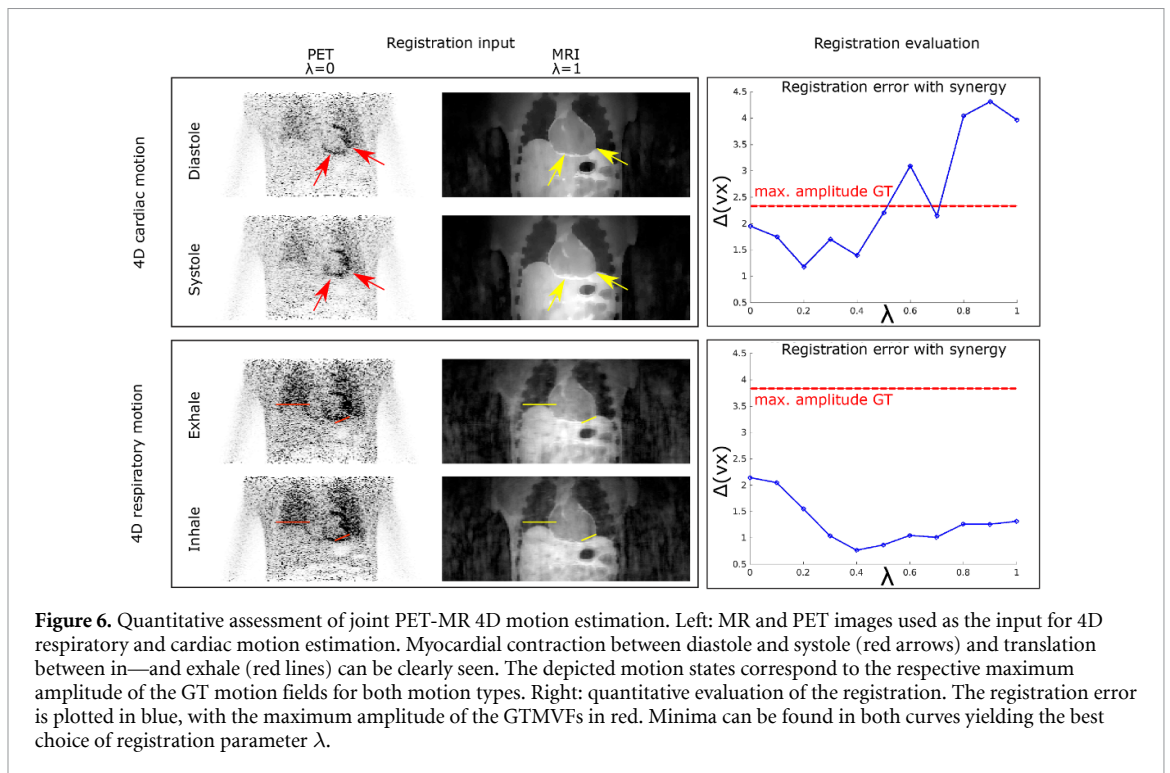 Registration input
Registration evaluation
PET
λ=0
MRI
λ=1
4D cardiac motion
Diastole
Systole
Registration error with synergy
4.5
4
3.5
3
2.5
2
1.5
1
0.5
Δ(vx)
max. amplitude GT
0
0.2
0.4
0.6
0.8
1
λ
4D respiratory motion
Exhale
Inhale
Registration error with synergy
4.5
4
3.5
3
2.5
2
1.5
1
0.5
Δ(vx)
max. amplitude GT
0
0.2
0.4
0.6
0.8
1
λ
Figure 6. Quantitative assessment of joint PET-MR 4D motion estimation. Left: MR and PET images used as the input for 4D
respiratory and cardiac motion estimation. Myocardial contraction between diastole and systole (red arrows) and translation
between in—and exhale (red lines) can be clearly seen. The depicted motion states correspond to the respective maximum
amplitude of the GT motion fields for both motion types. Right: quantitative evaluation of the registration. The registration error
is plotted in blue, with the maximum amplitude of the GTMVFs in red. Minima can be found in both curves yielding the best
choice of registration parameter λ.